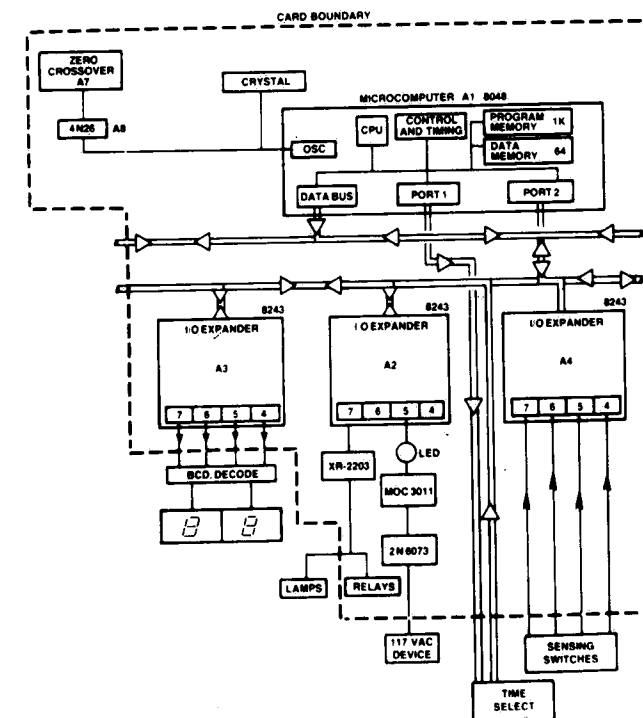 CARD BOUNDARY
ZERO
CROSSOVER
A7
CRYSTAL
4N26 A8
MICROCOMPUTER A1 8048
OSC
CPU
CONTROL
AND TIMING
PROGRAM
MEMORY 1K
DATA
MEMORY 64
DATA BUS
PORT 1
PORT 2
8243
I/O EXPANDER
A3
7 6 5 4
8243
I/O EXPANDER
A2
7 6 5 4
8243
I/O EXPANDER
A4
7 6 5 4
BCD. DECODE
8 8
XR-2203
LED
MOC 3011
2N6073
LAMPS
RELAYS
117 VAC
DEVICE
SENSING
SWITCHES
TIME
SELECT